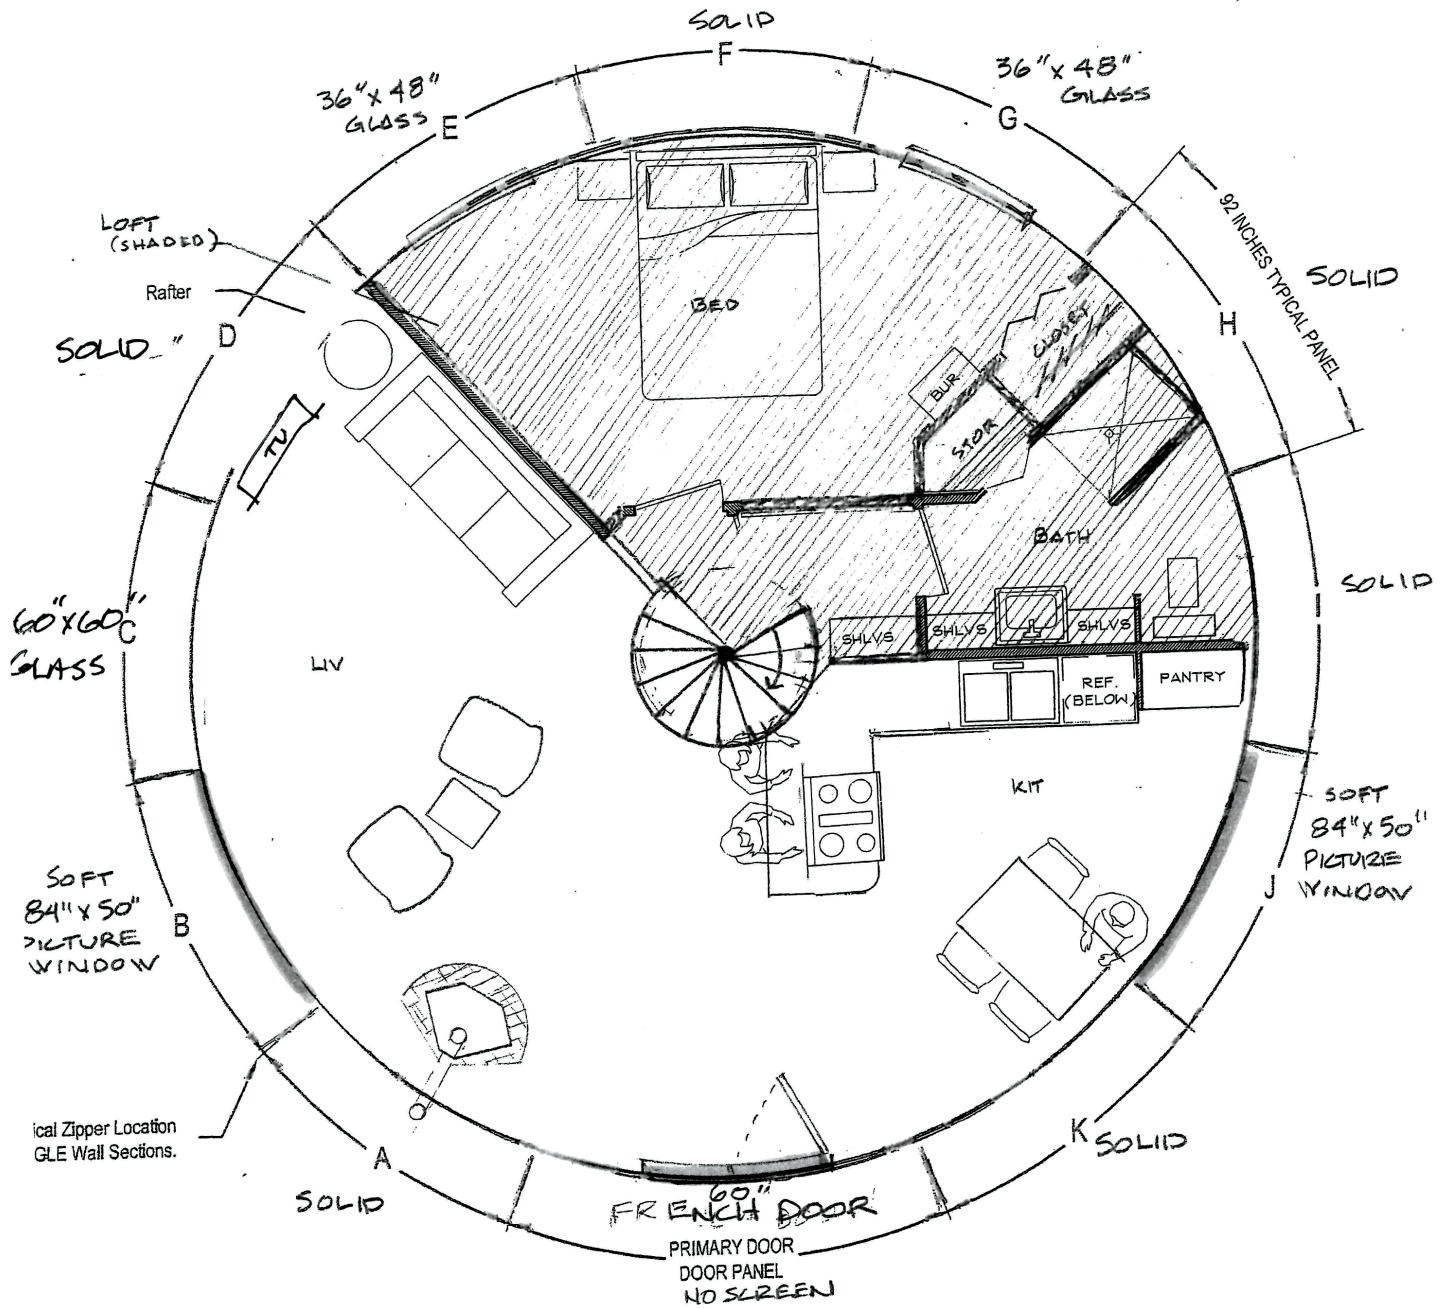 SOLID
F
36"x 48"
GLASS
E
36"x 48"
GLASS
G
92 INCHES TYPICAL PANEL
LOFT
(SHADED)
Rafter
SOLID
H
D
SOLID "
BED
CLOSET
BUR.
STOR
TV
BATH
SOLID
I
60"x60"
C
GLASS
LIV
SHLVS
SHLVS
SHLVS
REF.
(BELOW)
PANTRY
KIT
SOFT
84"x50"
PICTURE
WINDOW
J
SOFT
84"x50"
PICTURE
WINDOW
B
ical Zipper Location
GLE Wall Sections.
A
SOLID
K
SOLID
60"
FRENCH DOOR
PRIMARY DOOR
DOOR PANEL
NO SCREEN